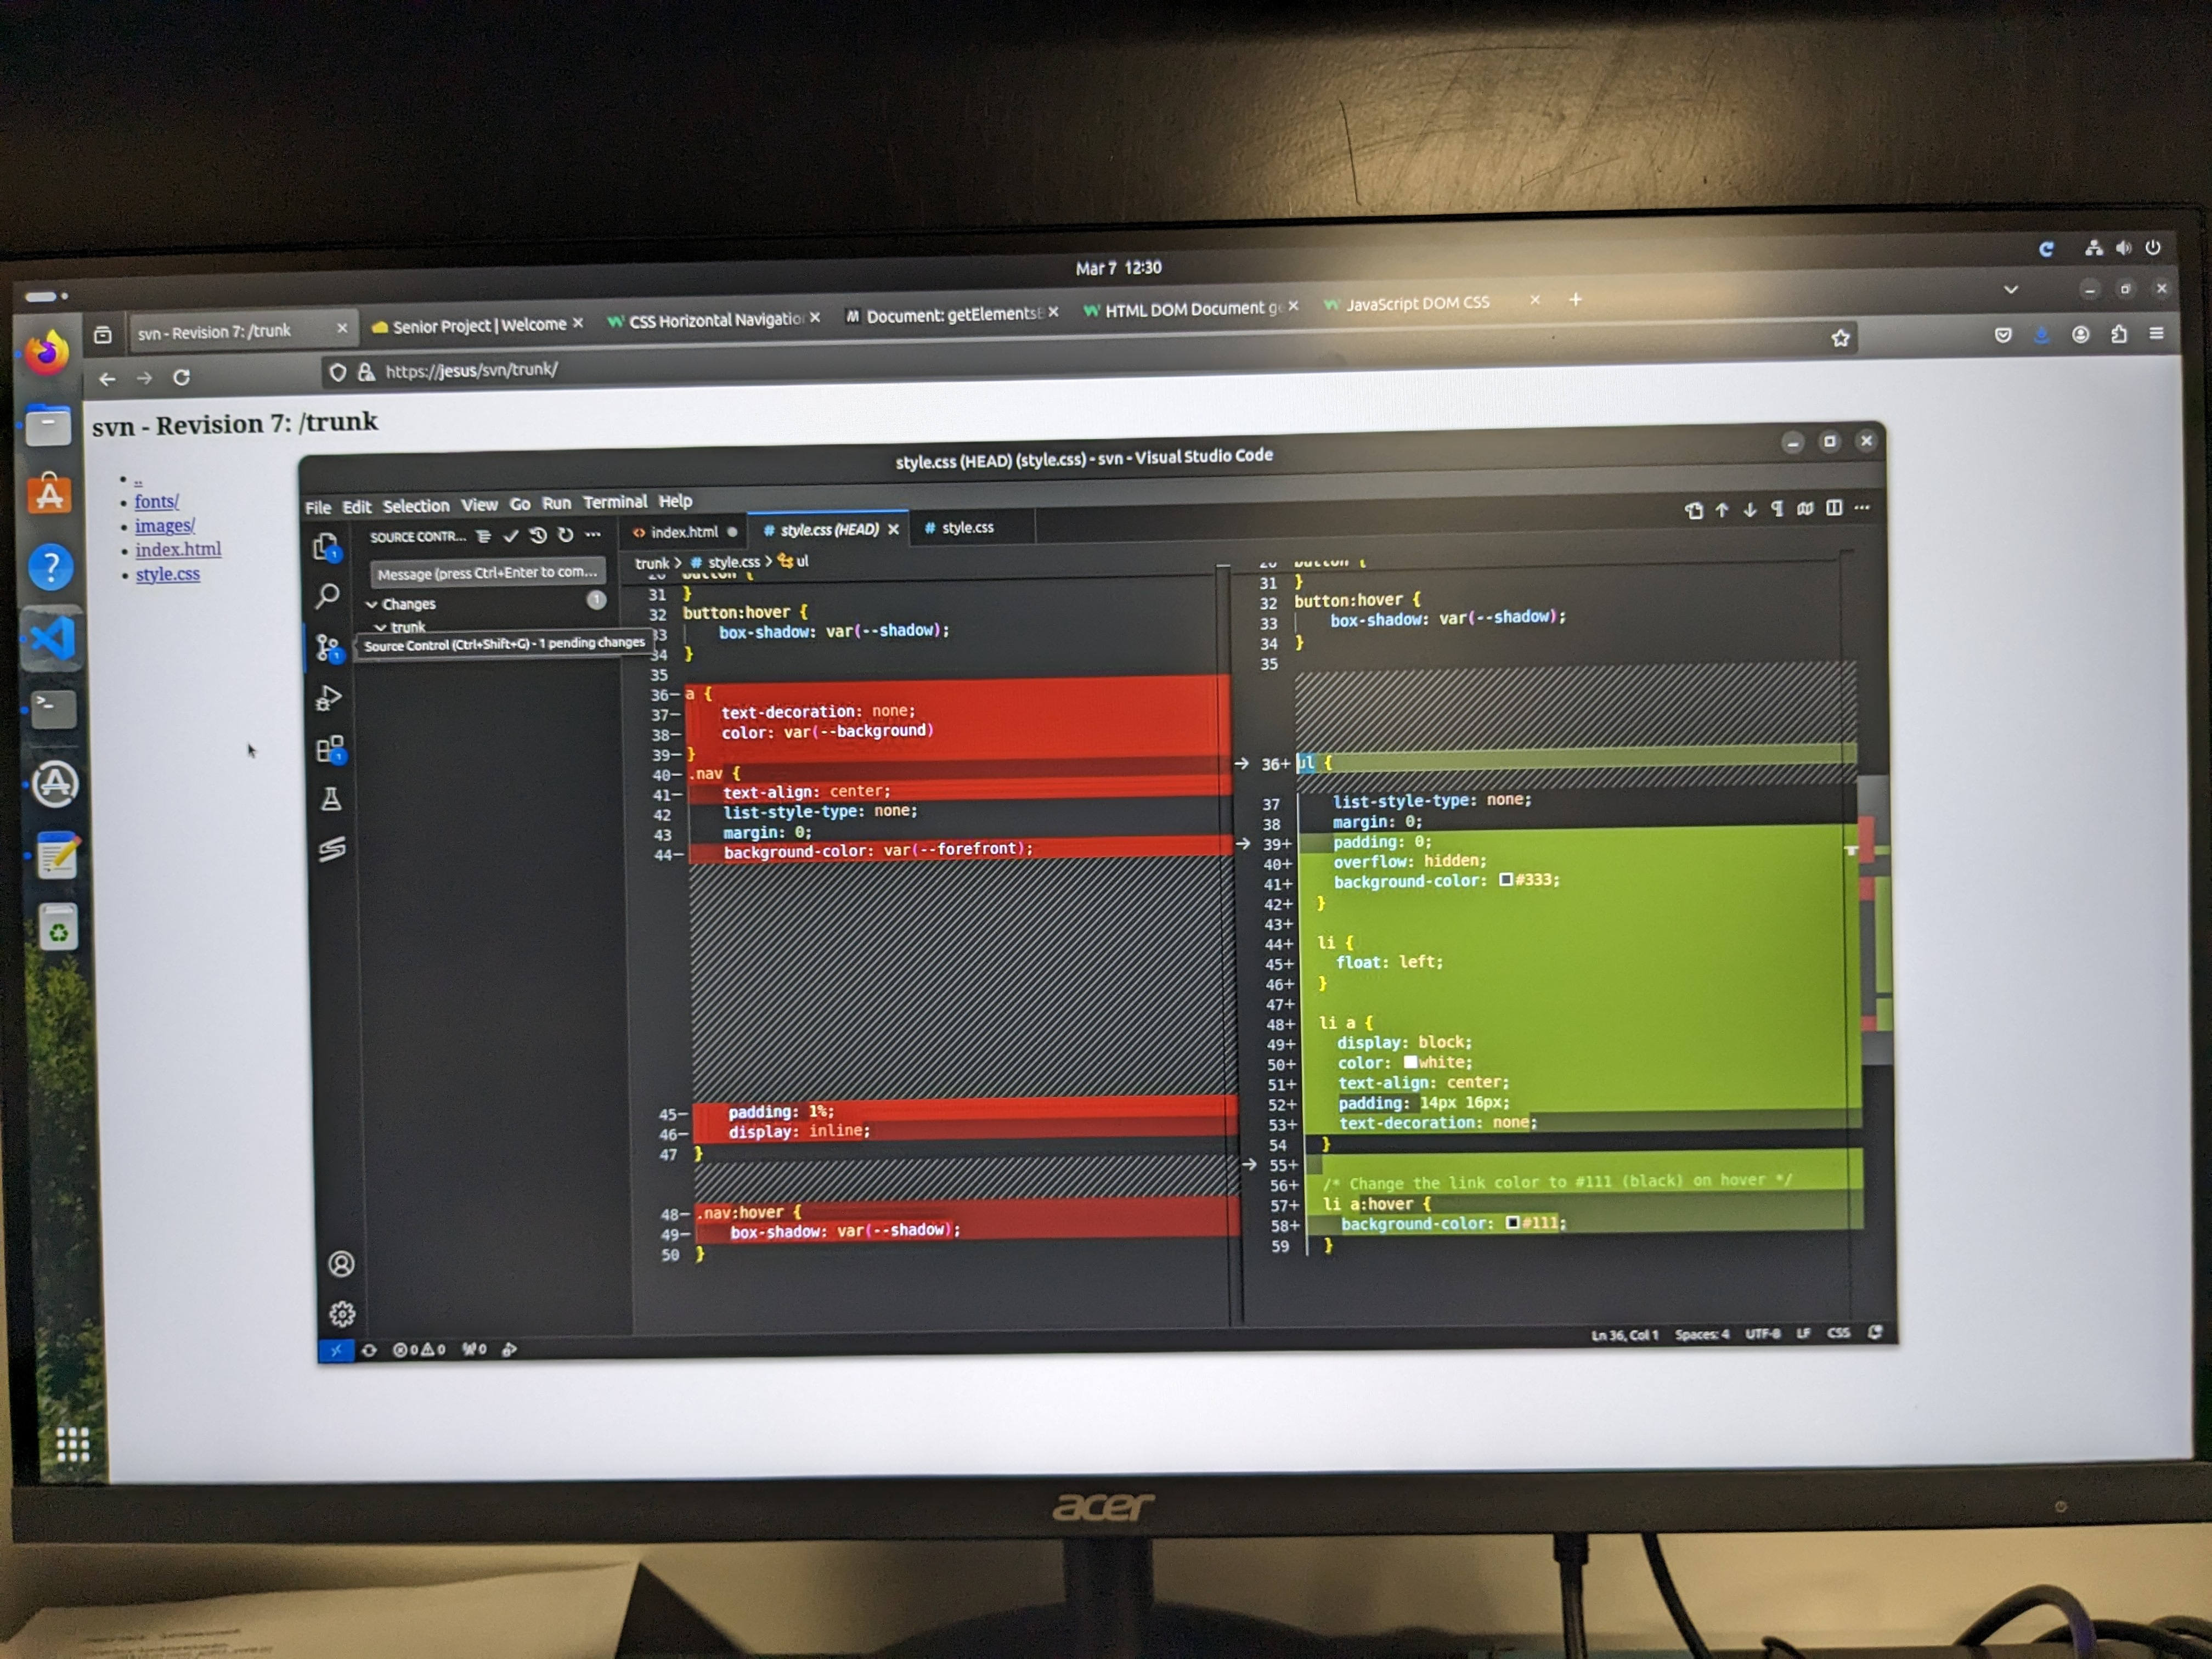 Mar 7 12:30
svn - Revision 7: /trunk
Senior Project | Welcome
CSS Horizontal Navigatio
Document: getElementsB
HTML DOM Document ge
JavaScript DOM CSS
https://jesus/svn/trunk/
svn - Revision 7: /trunk
..
fonts/
images/
index.html
style.css
style.css (HEAD) (style.css) - svn - Visual Studio Code
File Edit Selection View Go Run Terminal Help
SOURCE CONTR...
index.html
style.css (HEAD)
style.css
Message (press Ctrl+Enter to com...
Changes
1
trunk
Source Control (Ctrl+Shift+G) - 1 pending changes
trunk > # style.css > ul
button {
31 }
32 button:hover {
33 box-shadow: var(--shadow);
34 }
35
36- a {
37- text-decoration: none;
38- color: var(--background)
39- }
40- .nav {
41- text-align: center;
42 list-style-type: none;
43 margin: 0;
44- background-color: var(--forefront);
45- padding: 1%;
46- display: inline;
47 }
48- .nav:hover {
49- box-shadow: var(--shadow);
50 }
button {
31 }
32 button:hover {
33 box-shadow: var(--shadow);
34 }
35
36+ ul {
37 list-style-type: none;
38 margin: 0;
39+ padding: 0;
40+ overflow: hidden;
41+ background-color: #333;
42+ }
43+
44+ li {
45+ float: left;
46+ }
47+
48+ li a {
49+ display: block;
50+ color: white;
51+ text-align: center;
52+ padding: 14px 16px;
53+ text-decoration: none;
54 }
55+
56+ /* Change the link color to #111 (black) on hover */
57+ li a:hover {
58+ background-color: #111;
59 }
0 0 0
Ln 36, Col 1 Spaces: 4 UTF-8 LF CSS
acer